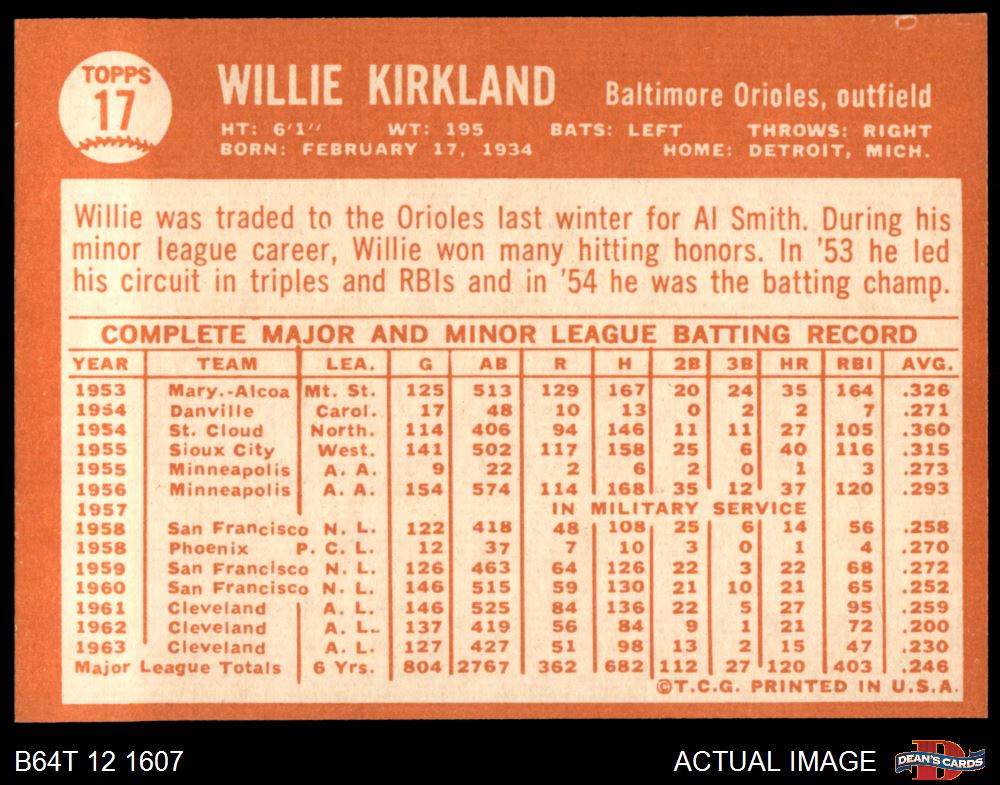 TOPPS
17
WILLIE KIRKLAND
Baltimore Orioles, outfield
HT: 6'1" WT: 195 BATS: LEFT THROWS: RIGHT
BORN: FEBRUARY 17, 1934 HOME: DETROIT, MICH.
Willie was traded to the Orioles last winter for Al Smith. During his
minor league career, Willie won many hitting honors. In '53 he led
his circuit in triples and RBIs and in '54 he was the batting champ.
COMPLETE MAJOR AND MINOR LEAGUE BATTING RECORD
YEAR TEAM LEA. G AB R H 2B 3B HR RBI AVG.
1953 Mary.-Alcoa Mt. St. 125 513 129 167 20 24 35 164 .326
1954 Danville Carol. 17 48 10 13 0 2 2 7 .271
1954 St. Cloud North. 114 406 94 146 11 11 27 105 .360
1955 Sioux City West. 141 502 117 158 25 6 40 116 .315
1955 Minneapolis A. A. 9 22 2 6 2 0 1 3 .273
1956 Minneapolis A. A. 154 574 114 168 35 12 37 120 .293
1957 IN MILITARY SERVICE
1958 San Francisco N. L. 122 418 48 108 25 6 14 56 .258
1958 Phoenix P. C. L. 12 37 7 10 3 0 1 4 .270
1959 San Francisco N. L. 126 463 64 126 22 3 22 68 .272
1960 San Francisco N. L. 146 515 59 130 21 10 21 65 .252
1961 Cleveland A. L. 146 525 84 136 22 5 27 95 .259
1962 Cleveland A. L. 137 419 56 84 9 1 21 72 .200
1963 Cleveland A. L. 127 427 51 98 13 2 15 47 .230
Major League Totals 6 Yrs. 804 2767 362 682 112 27 120 403 .246
©T.C.G. PRINTED IN U.S.A.
B64T 12 1607
ACTUAL IMAGE
D
DEAN'S CARDS